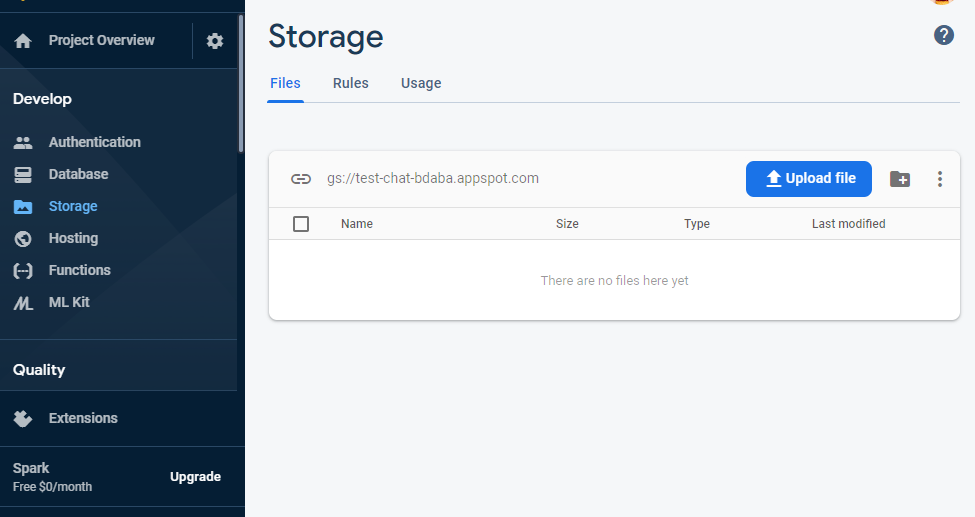 Project Overview
Develop
Authentication
Database
Storage
Hosting
Functions
ML Kit
Quality
Extensions
Spark
Free $0/month
Upgrade
Storage
Files Rules Usage
gs://test-chat-bdaba.appspot.com
Upload file
Name Size Type Last modified
There are no files here yet